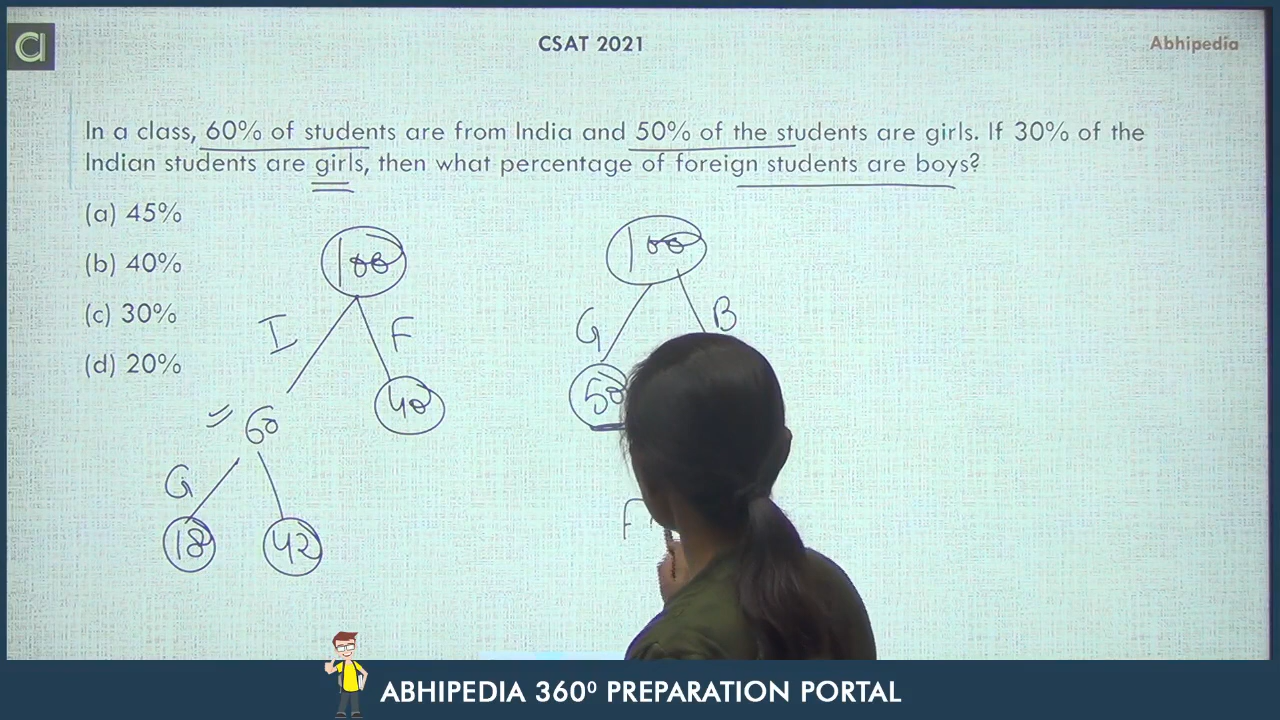 CSAT 2021
Abhipedia
In a class, 60% of students are from India and 50% of the students are girls. If 30% of the
Indian students are girls, then what percentage of foreign students are boys?
(a) 45%
(b) 40%
(c) 30%
(d) 20%
100
100
I
F
G
B
60
40
50
G
18
42
F
ABHIPEDIA 360⁰ PREPARATION PORTAL